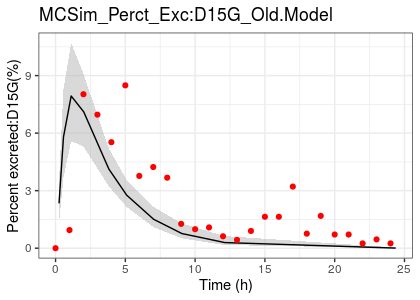 MCSim_Perct_Exc:D15G_Old.Model
Percent excreted:D15G(%)
9
6
3
0
0 5 10 15 20 25
Time (h)